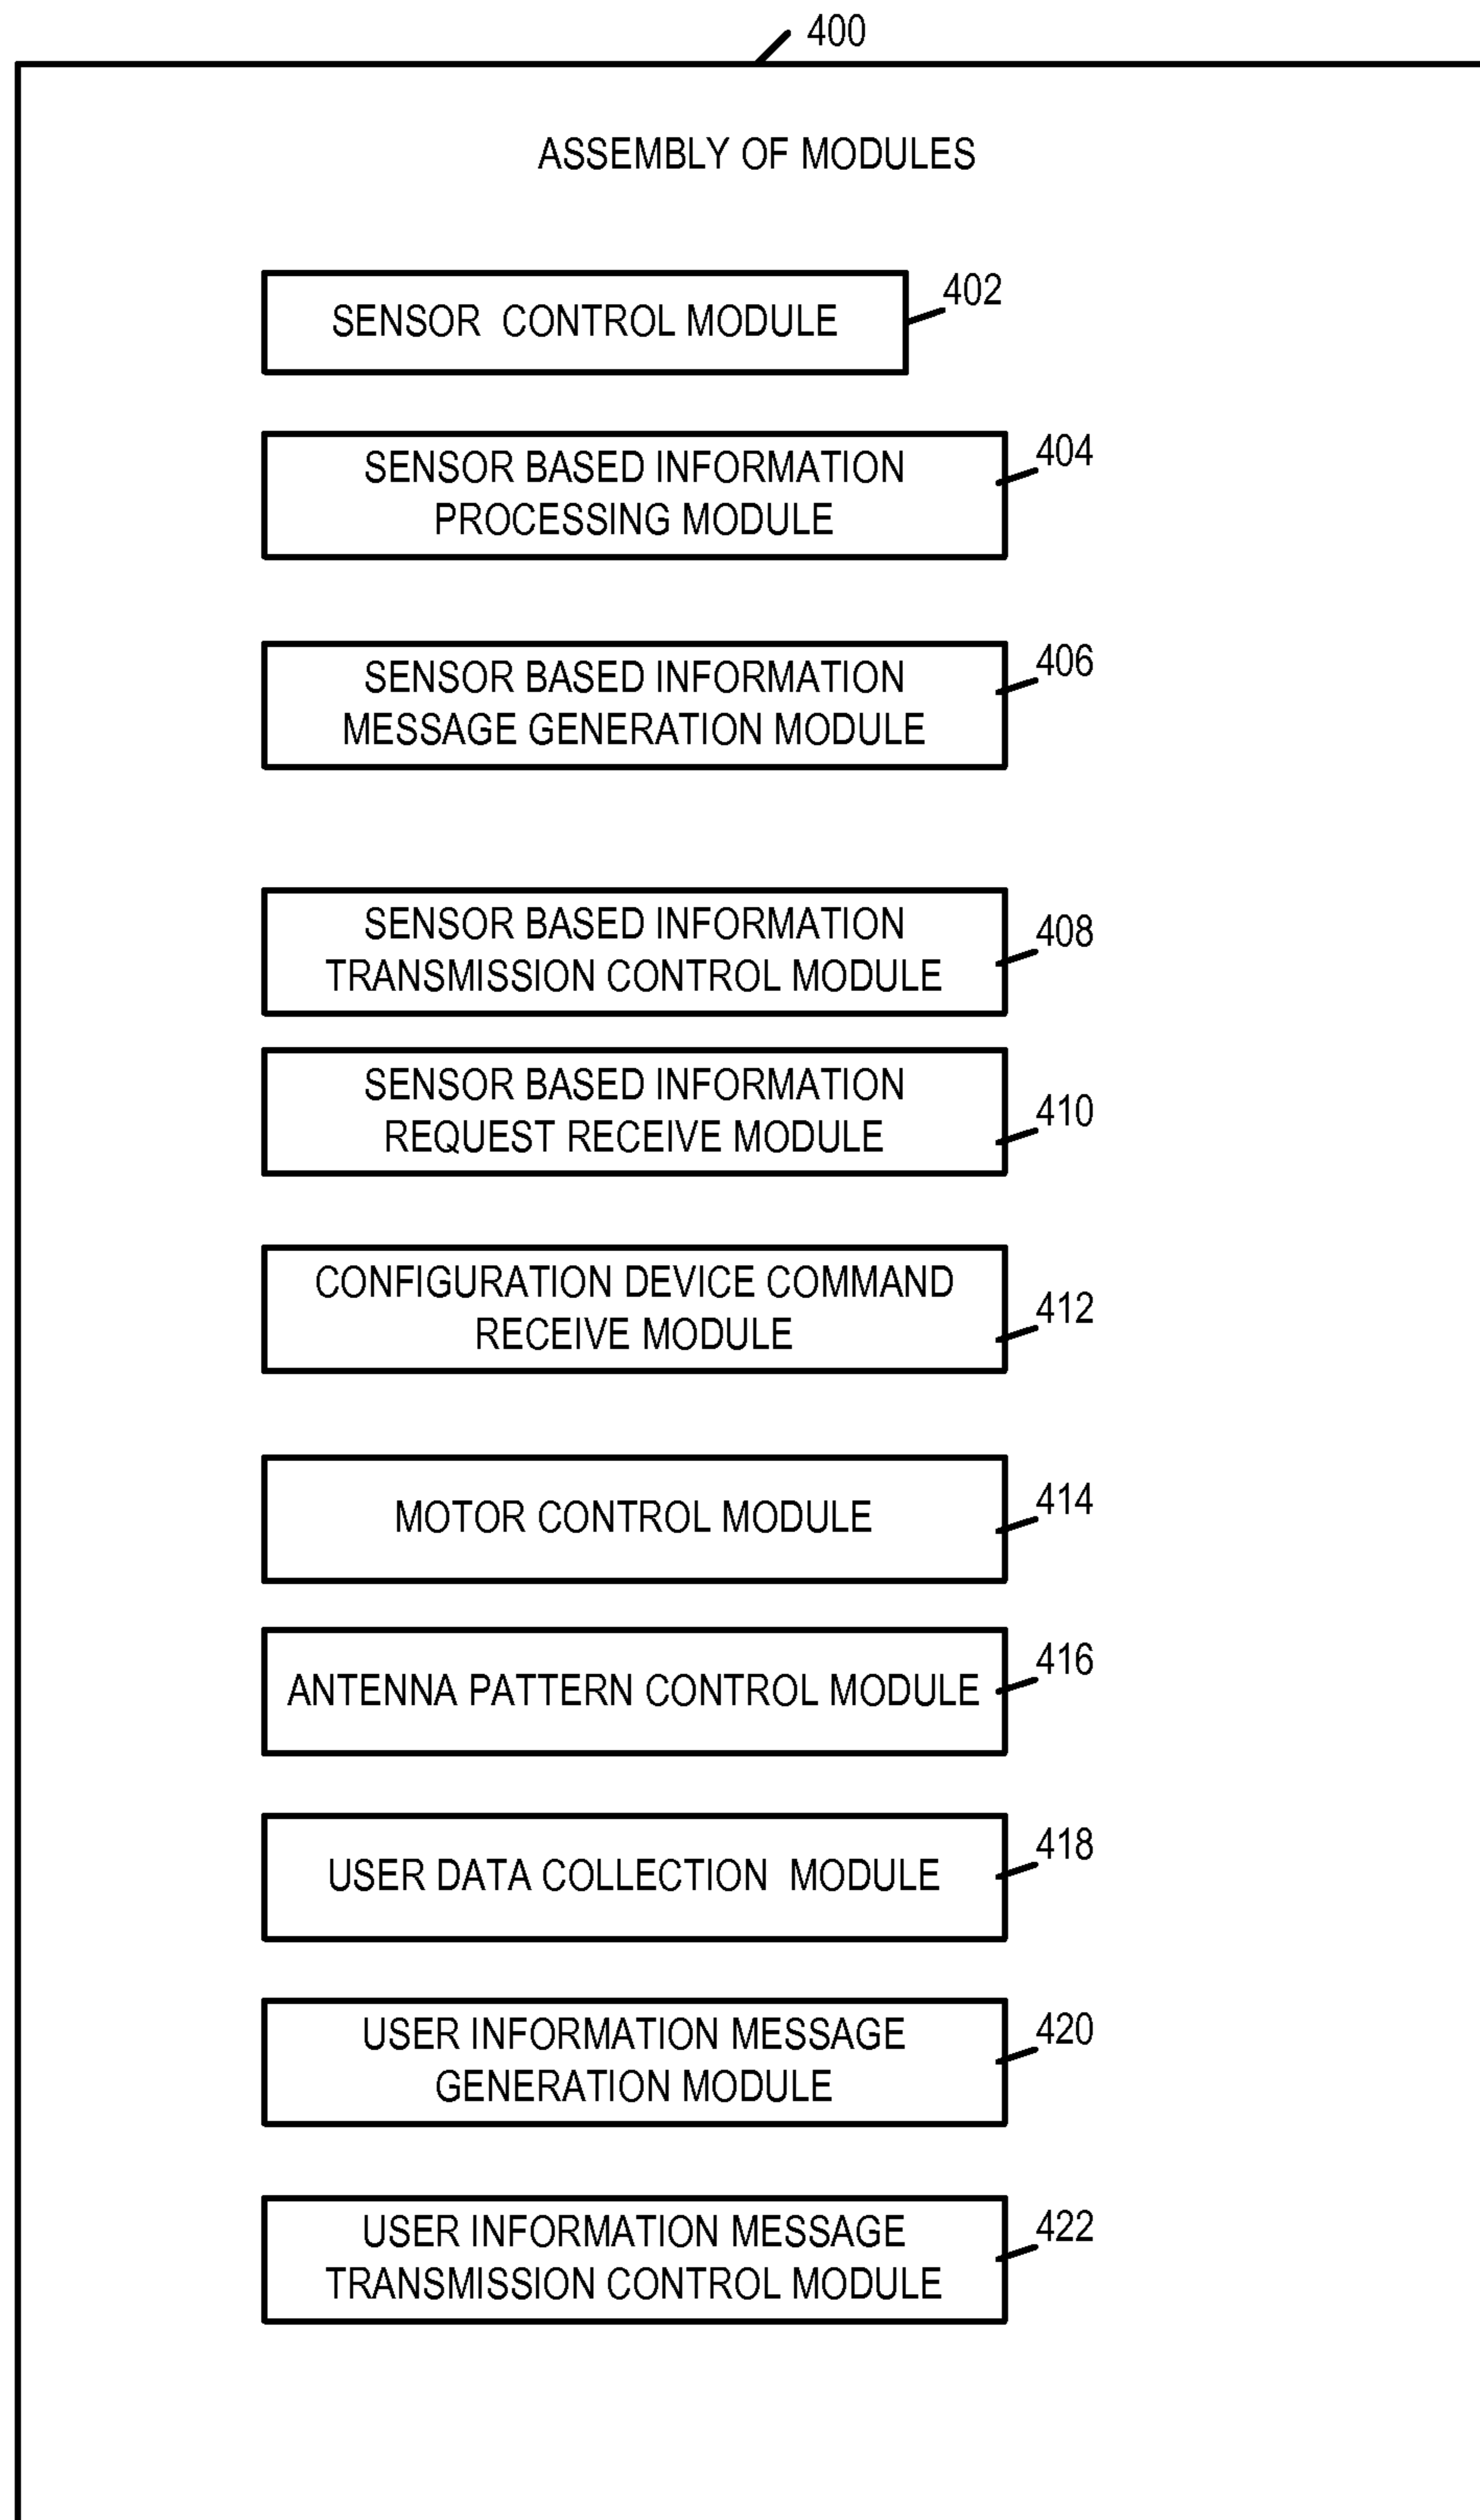 400
ASSEMBLY OF MODULES
SENSOR CONTROL MODULE
402
SENSOR BASED INFORMATION
PROCESSING MODULE
404
SENSOR BASED INFORMATION
MESSAGE GENERATION MODULE
406
SENSOR BASED INFORMATION
TRANSMISSION CONTROL MODULE
408
SENSOR BASED INFORMATION
REQUEST RECEIVE MODULE
410
CONFIGURATION DEVICE COMMAND
RECEIVE MODULE
412
MOTOR CONTROL MODULE
414
ANTENNA PATTERN CONTROL MODULE
416
USER DATA COLLECTION MODULE
418
USER INFORMATION MESSAGE
GENERATION MODULE
420
USER INFORMATION MESSAGE
TRANSMISSION CONTROL MODULE
422